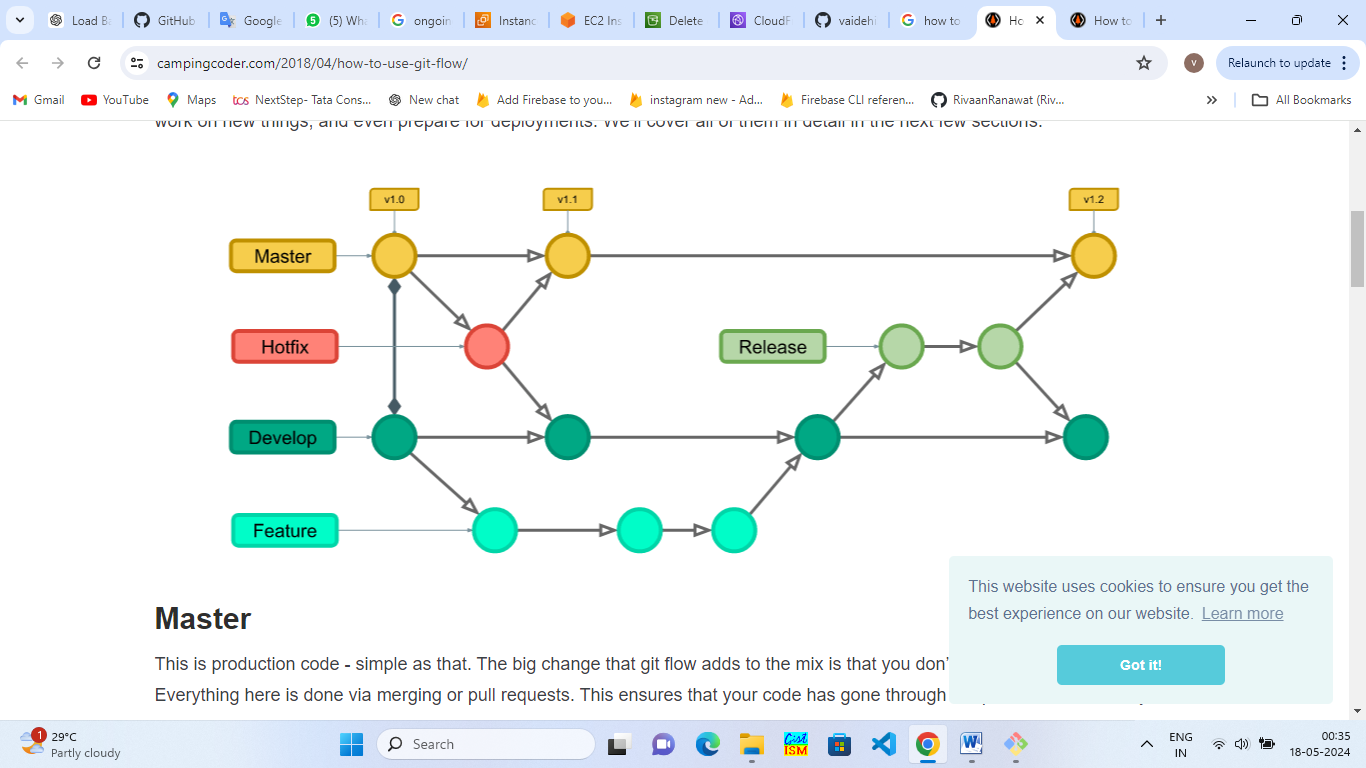 Load Ba
GitHub
Google
(5) Wha
ongoin
Instanc
EC2 Ins
Delete
CloudF
vaidehi
how to
Ho
How to
campingcoder.com/2018/04/how-to-use-git-flow/
V
Relaunch to update
Gmail
YouTube
Maps
tcs NextStep- Tata Cons...
New chat
Add Firebase to you...
instagram new - Ad...
Firebase CLI referen...
RivaanRanawat (Riv...
All Bookmarks
work on new things, and even prepare for deployments. We'll cover all of them in detail in the next few sections.
v1.0
v1.1
v1.2
Master
Hotfix
Release
Develop
Feature
Master
This is production code - simple as that. The big change that git flow adds to the mix is that you don'
Everything here is done via merging or pull requests. This ensures that your code has gone through
This website uses cookies to ensure you get the
best experience on our website. Learn more
Got it!
1
29°C
Partly cloudy
Search
Gist
ISM
ENG
IN
00:35
18-05-2024